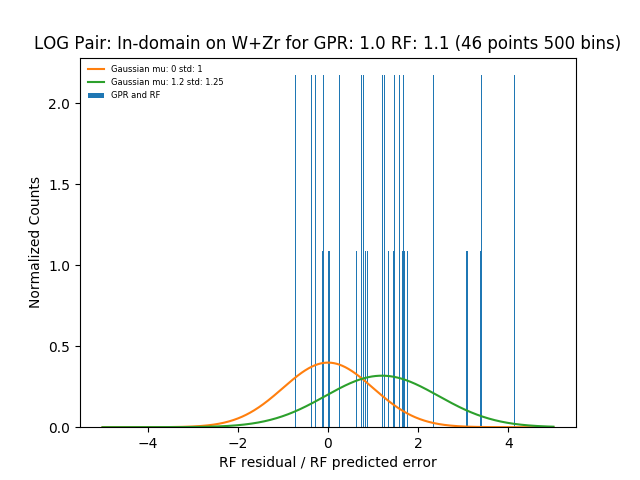 LOG Pair: In-domain on W+Zr for GPR: 1.0 RF: 1.1 (46 points 500 bins)
Gaussian mu: 0 std: 1
Gaussian mu: 1.2 std: 1.25
GPR and RF
2.0
1.5
1.0
0.5
0.0
Normalized Counts
−4
−2
0
2
4
RF residual / RF predicted error